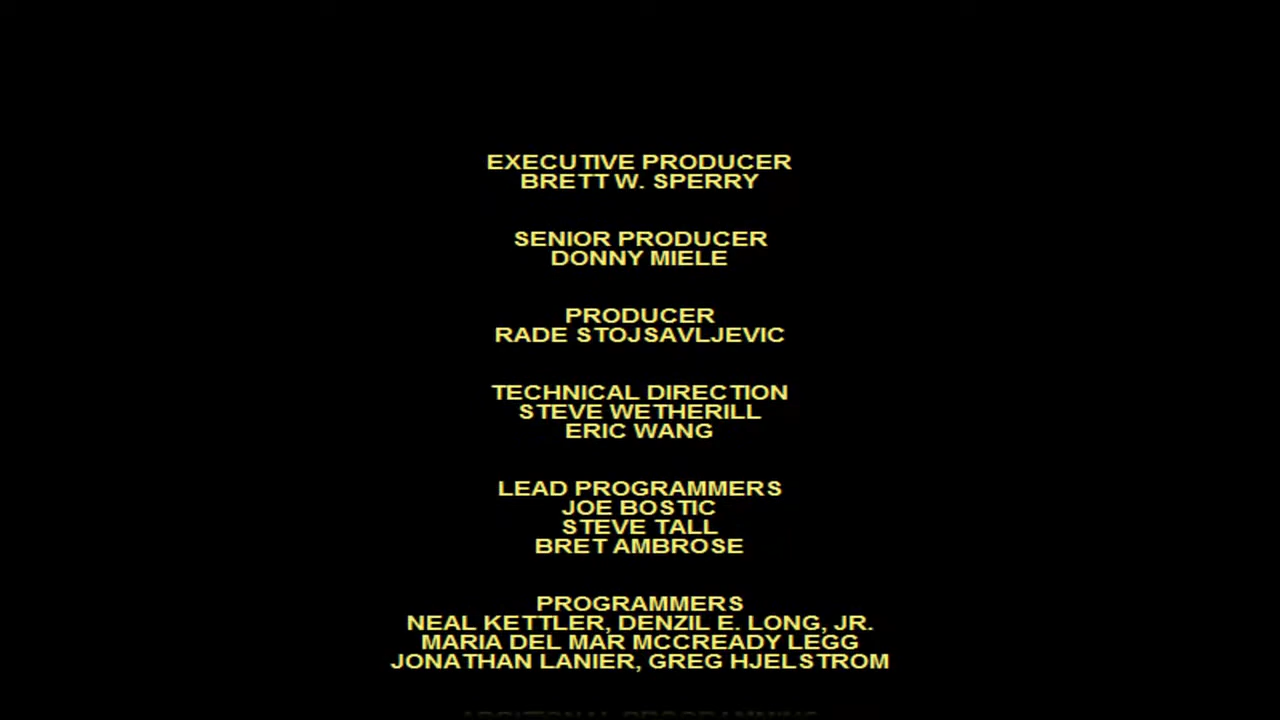 EXECUTIVE PRODUCER
BRETT W. SPERRY
SENIOR PRODUCER
DONNY MIELE
PRODUCER
RADE STOJSAVLJEVIC
TECHNICAL DIRECTION
STEVE WETHERILL
ERIC WANG
LEAD PROGRAMMERS
JOE BOSTIC
STEVE TALL
BRET AMBROSE
PROGRAMMERS
NEAL KETTLER, DENZIL E. LONG, JR.
MARIA DEL MAR MCCREADY LEGG
JONATHAN LANIER, GREG HJELSTROM